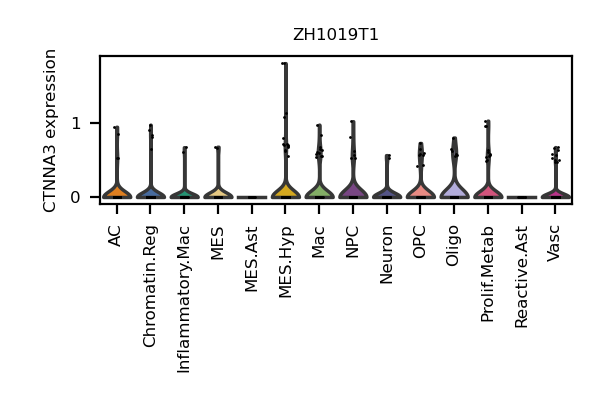 ZH1019T1
CTNNA3 expression
1
0
AC
Chromatin.Reg
Inflammatory.Mac
MES
MES.Ast
MES.Hyp
Mac
NPC
Neuron
OPC
Oligo
Prolif.Metab
Reactive.Ast
Vasc